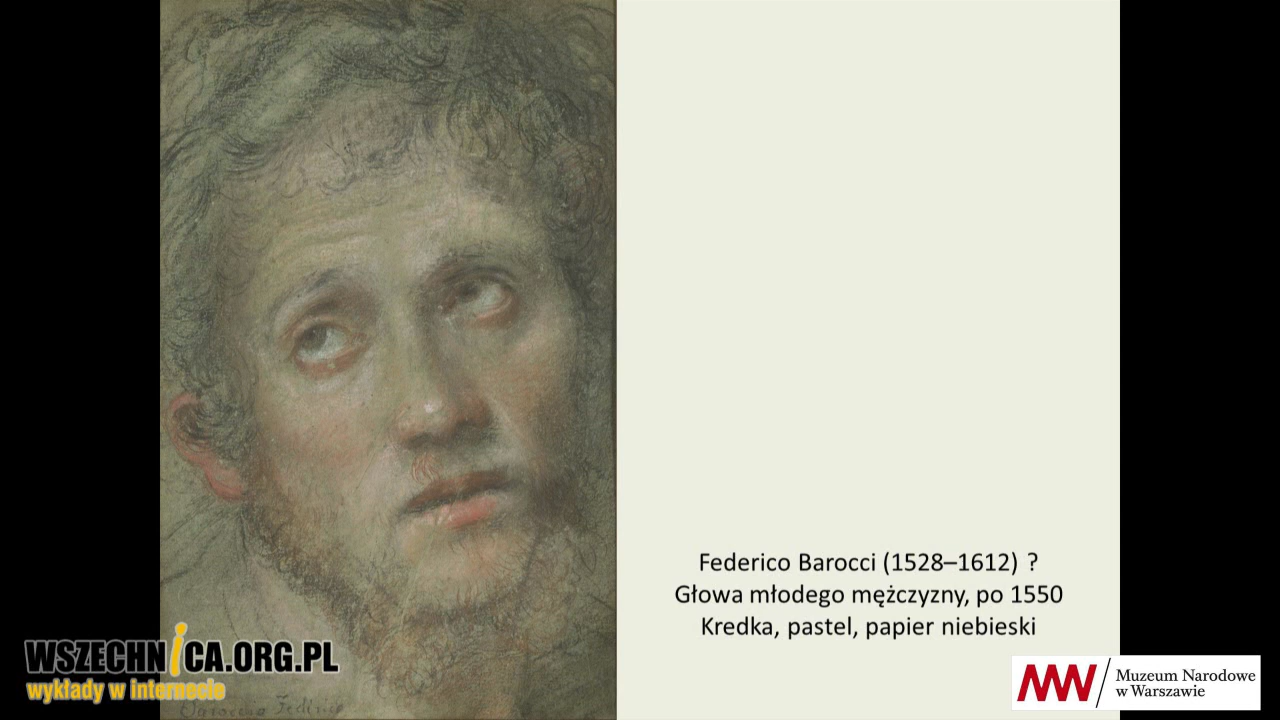 Federico Barocci (1528–1612) ?
Głowa młodego mężczyzny, po 1550
Kredka, pastel, papier niebieski
WSZECHNiCA.ORG.PL
wykłady w internecie
Muzeum Narodowe
w Warszawie